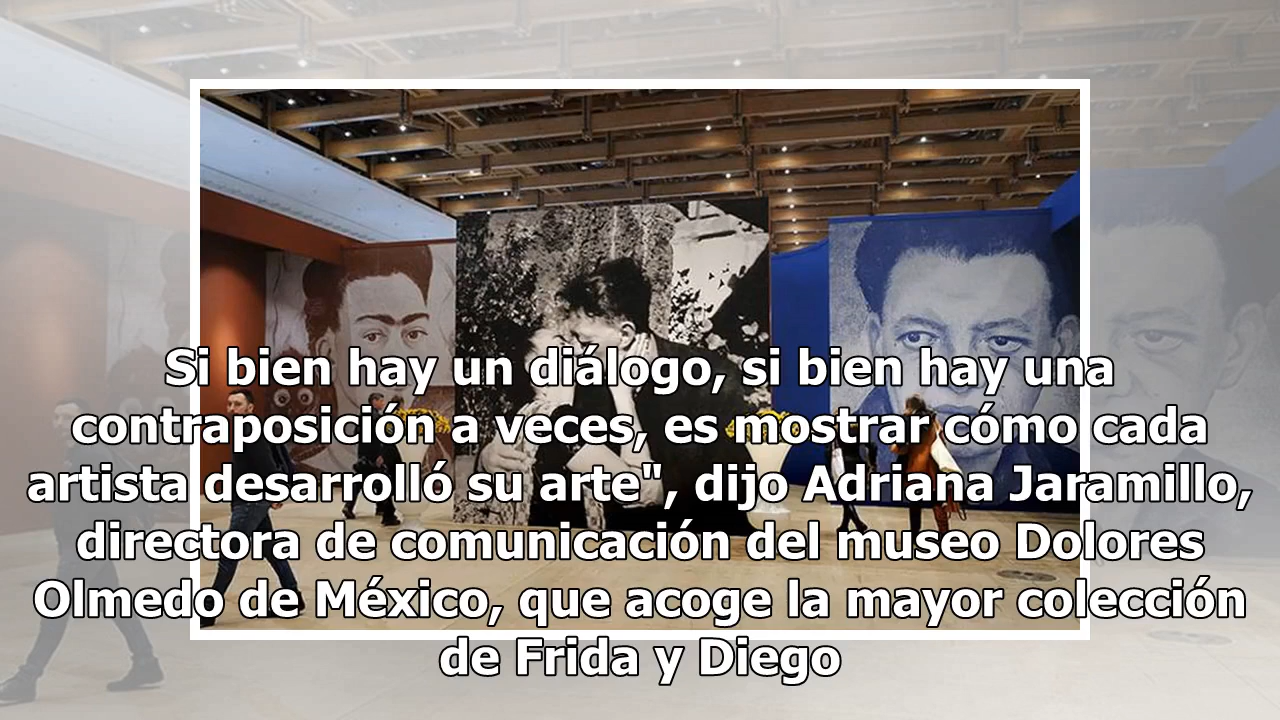 Si bien hay un diálogo, si bien hay una
contraposición a veces, es mostrar cómo cada
artista desarrolló su arte", dijo Adriana Jaramillo,
directora de comunicación del museo Dolores
Olmedo de México, que acoge la mayor colección
de Frida y Diego